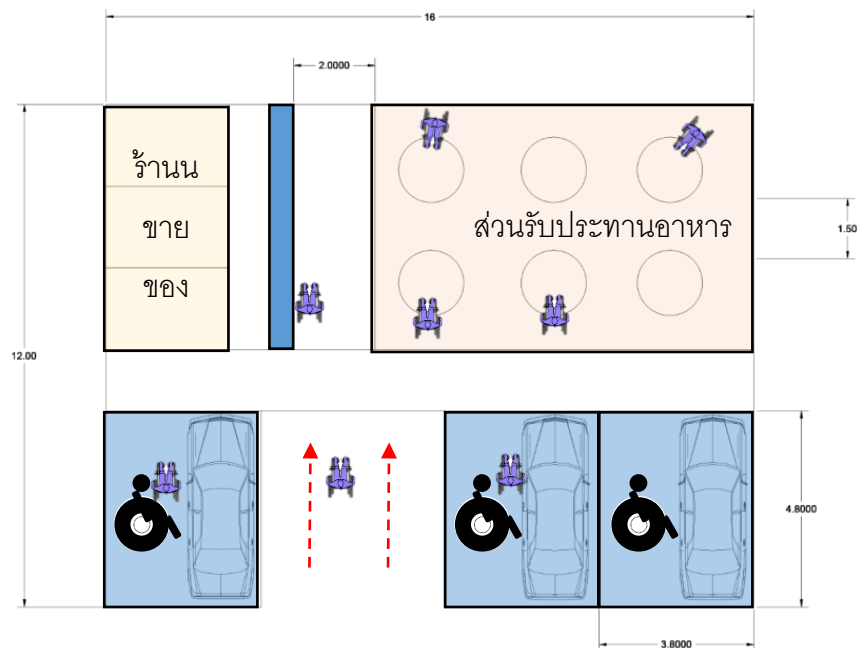 16
2.0000
ร้านน
ขาย
ของ
ส่วนรับประทานอาหาร
1.50
12.00
4.8000
3.8000